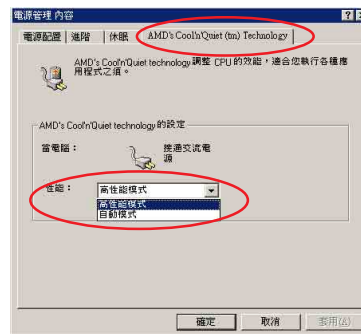 電源管理 內容
電源配置 進階 休眠 AMD's Cool'n'Quiet (tm) Technology
AMD's Cool'n'Quiet technology 調整 CPU 的效能，適合您執行各種應
用程式之須。
AMD's Cool'n'Quiet technology 的設定
當電腦：
接通交流電
源
性能：
高性能模式
高性能模式
自動模式
確定 取消 套用(A)